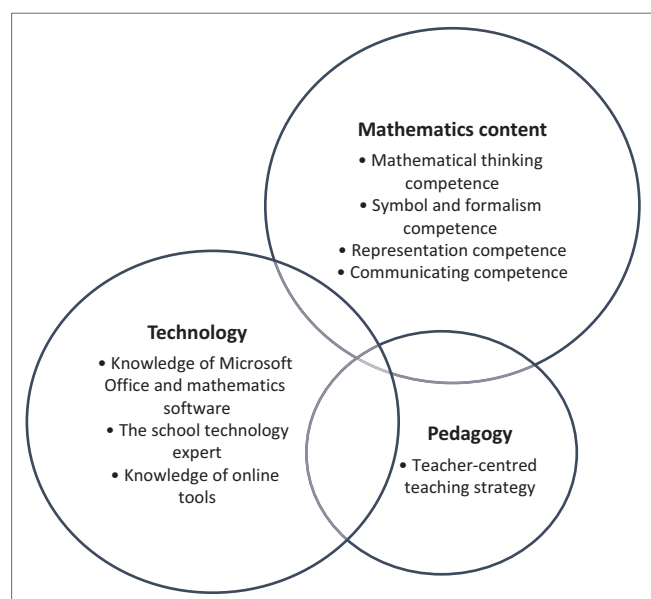 Mathematics content
• Mathematical thinking
competence
• Symbol and formalism
competence
• Representation competence
• Communicating competence
Technology
• Knowledge of Microsoft
Office and mathematics
software
• The school technology
expert
• Knowledge of online
tools
Pedagogy
• Teacher-centred
teaching strategy